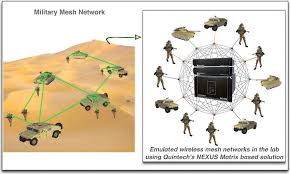 Military Mesh Network
Emulated wireless mesh networks in the lab
using Quintech's NEXUS Matrix based solution